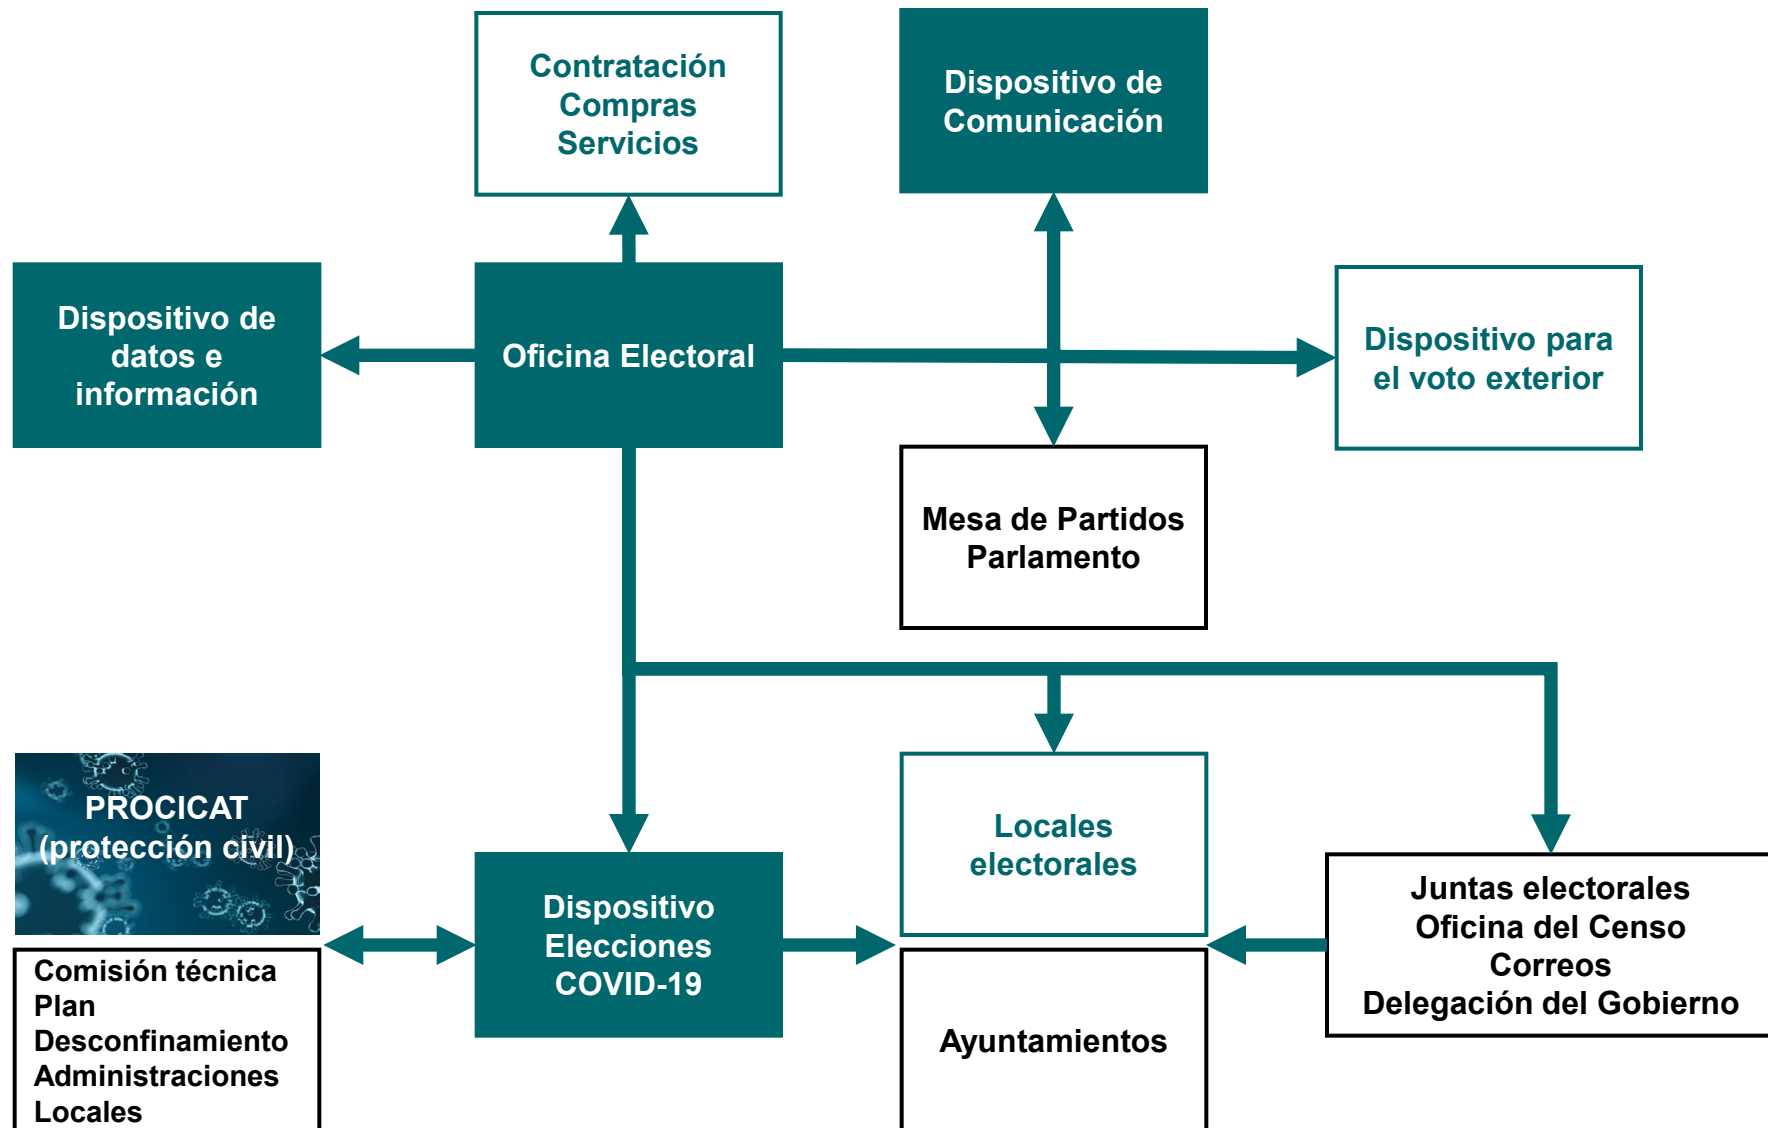 Contratación
Compras
Servicios
Dispositivo de
Comunicación
Dispositivo de
datos e
información
Oficina Electoral
Dispositivo para
el voto exterior
Mesa de Partidos
Parlamento
PROCICAT
(protección civil)
Locales
electorales
Dispositivo
Elecciones
COVID-19
Juntas electorales
Oficina del Censo
Correos
Delegación del Gobierno
Comisión técnica
Plan
Desconfinamiento
Administraciones
Locales
Ayuntamientos